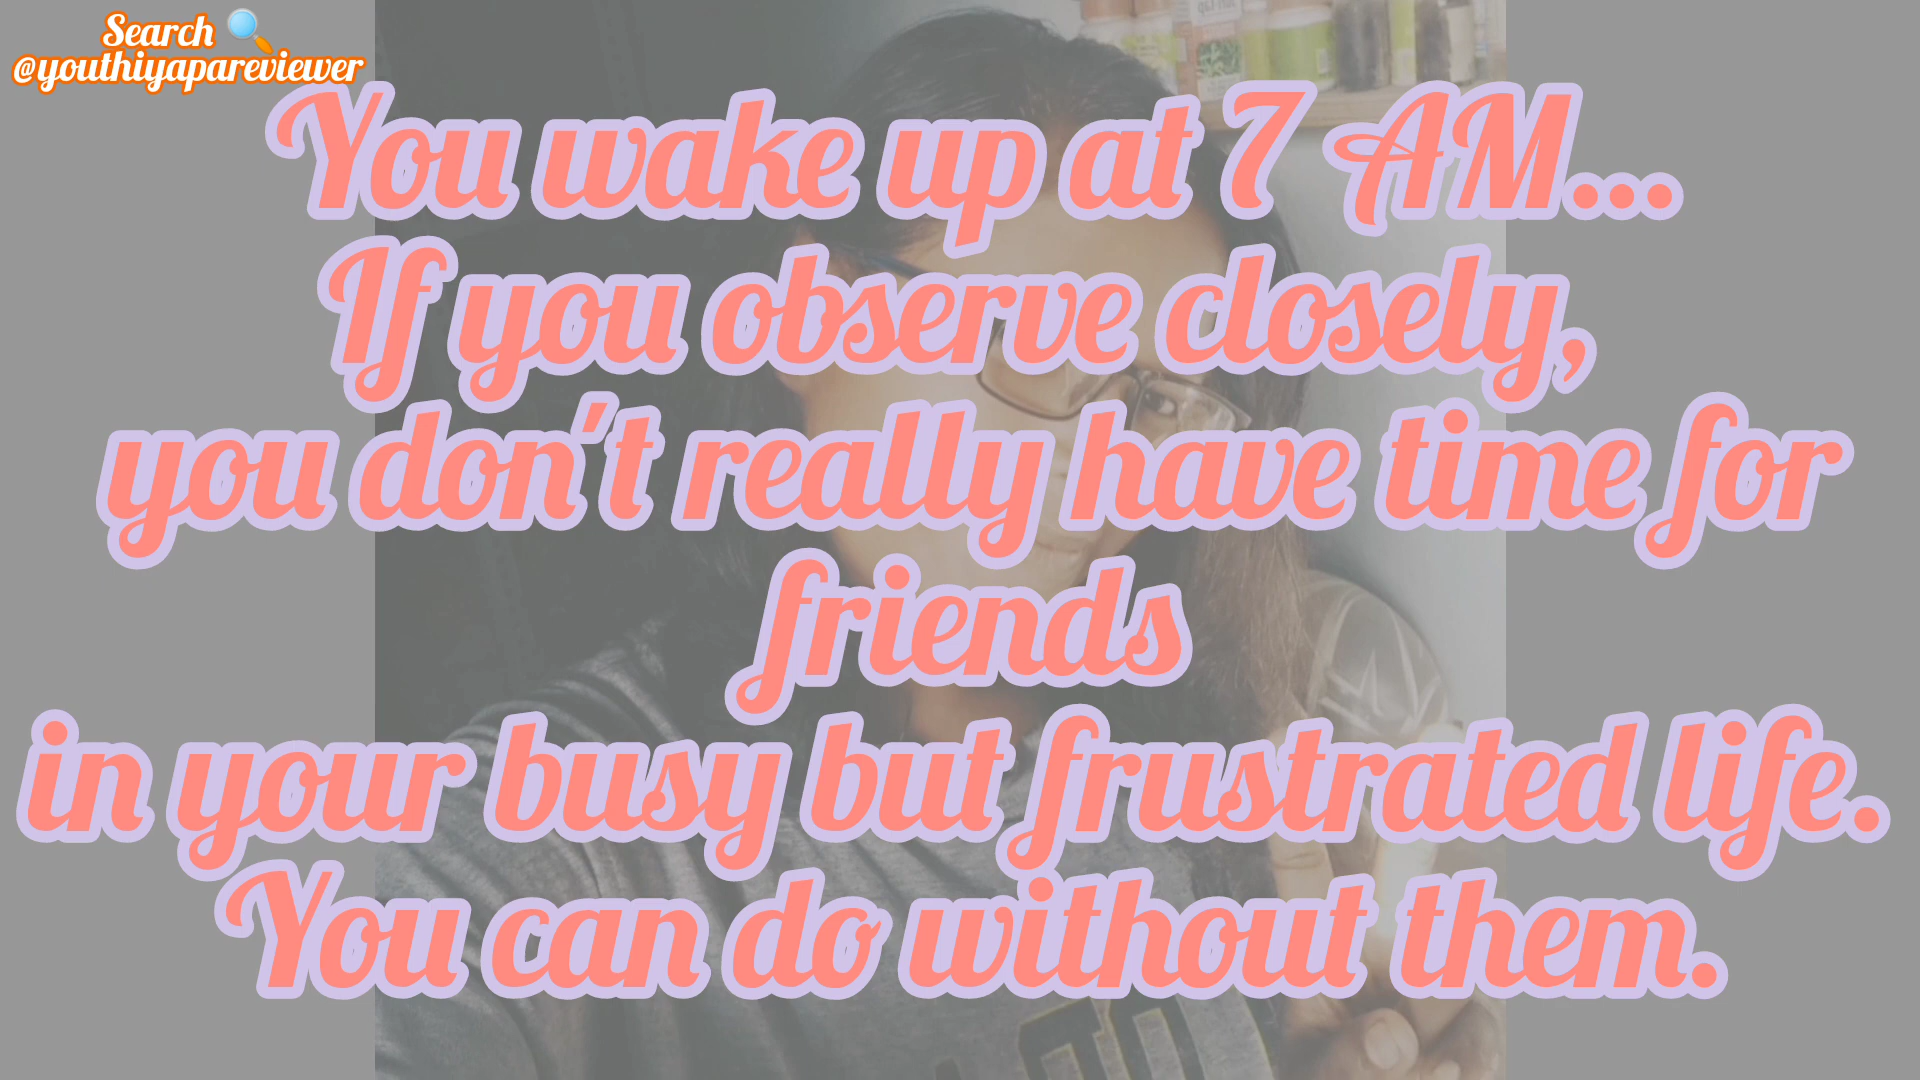 Search 🔍
@youthiyapareviewer
You wake up at 7 AM...
If you observe closely,
you don't really have time for
friends
in your busy but frustrated life.
You can do without them.